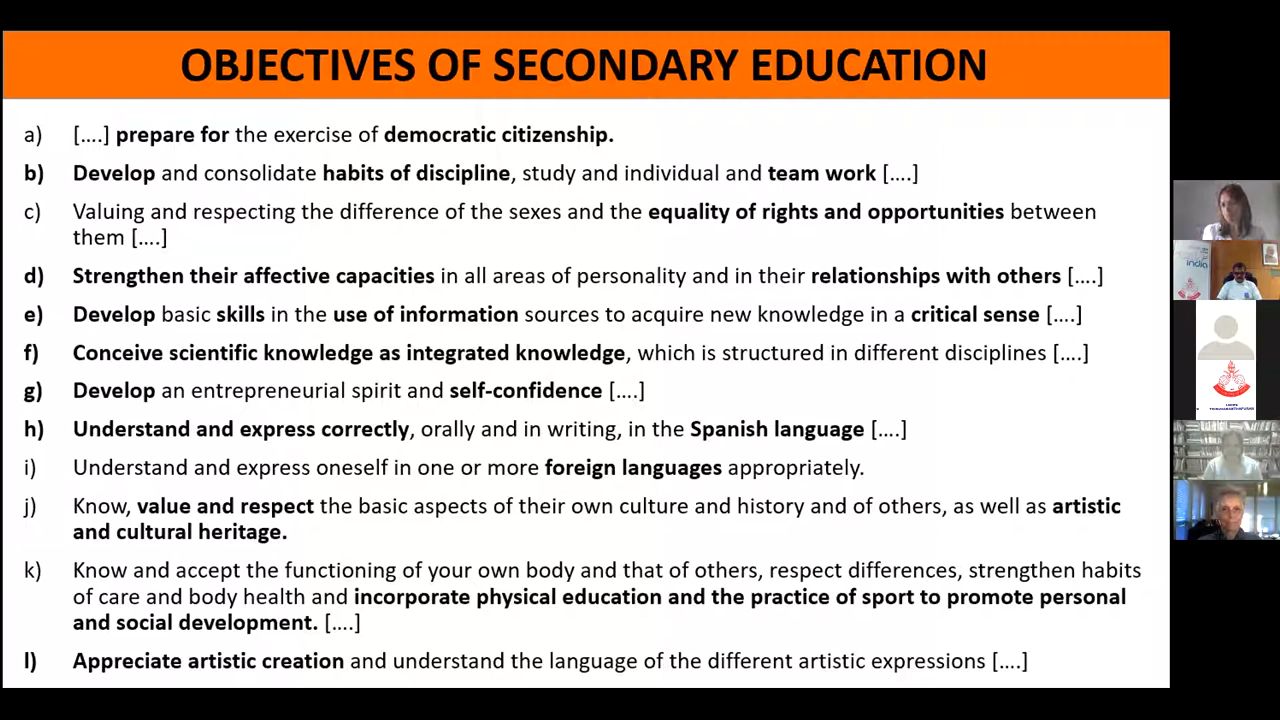 OBJECTIVES OF SECONDARY EDUCATION
a) [....] prepare for the exercise of democratic citizenship.
b) Develop and consolidate habits of discipline, study and individual and team work [....]
c) Valuing and respecting the difference of the sexes and the equality of rights and opportunities between
them [....]
d) Strengthen their affective capacities in all areas of personality and in their relationships with others [....]
e) Develop basic skills in the use of information sources to acquire new knowledge in a critical sense [....]
f) Conceive scientific knowledge as integrated knowledge, which is structured in different disciplines [....]
g) Develop an entrepreneurial spirit and self-confidence [....]
h) Understand and express correctly, orally and in writing, in the Spanish language [....]
i) Understand and express oneself in one or more foreign languages appropriately.
j) Know, value and respect the basic aspects of their own culture and history and of others, as well as artistic
and cultural heritage.
k) Know and accept the functioning of your own body and that of others, respect differences, strengthen habits
of care and body health and incorporate physical education and the practice of sport to promote personal
and social development. [....]
l) Appreciate artistic creation and understand the language of the different artistic expressions [....]
india